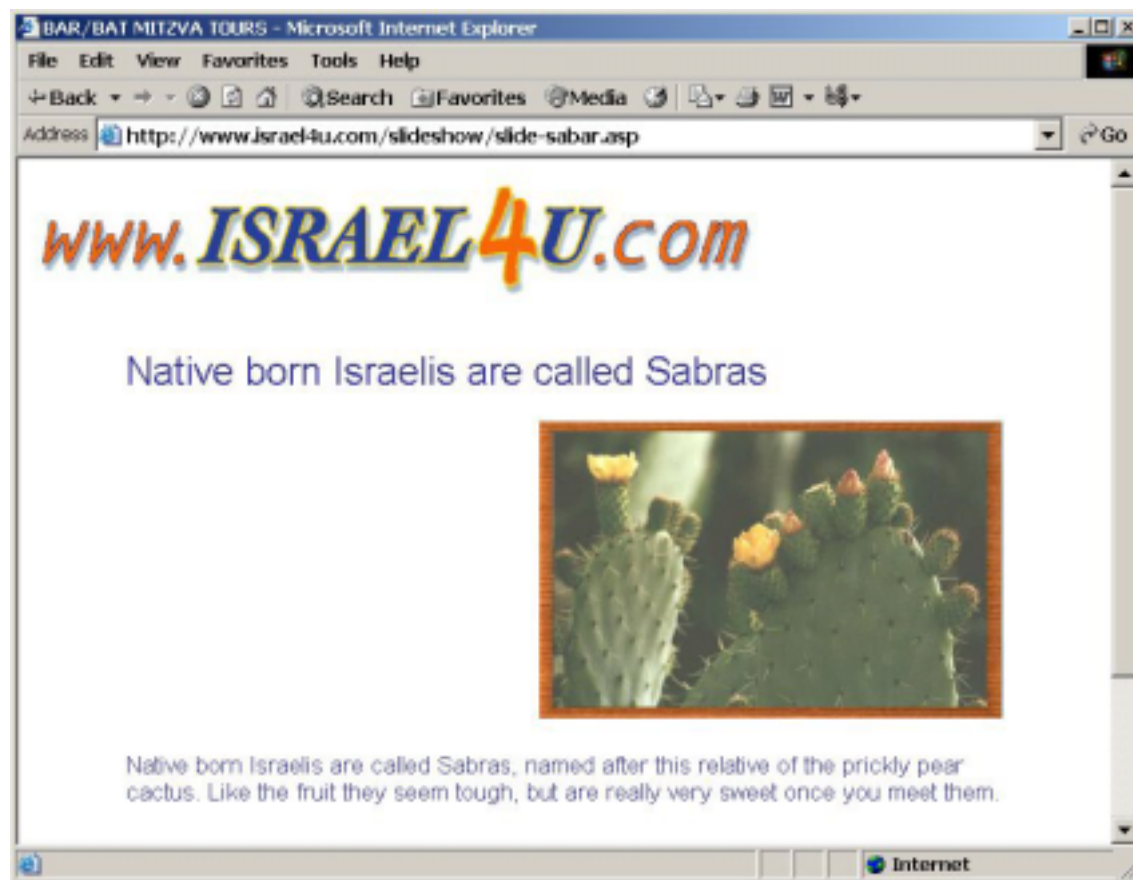 BAR/BAT MITZVA TOURS - Microsoft Internet Explorer
File Edit View Favorites Tools Help
Back Search Favorites Media
Address http://www.israel4u.com/slideshow/slide-sabar.asp Go
www.ISRAEL4U.com
Native born Israelis are called Sabras
Native born Israelis are called Sabras, named after this relative of the prickly pear
cactus. Like the fruit they seem tough, but are really very sweet once you meet them.
Internet